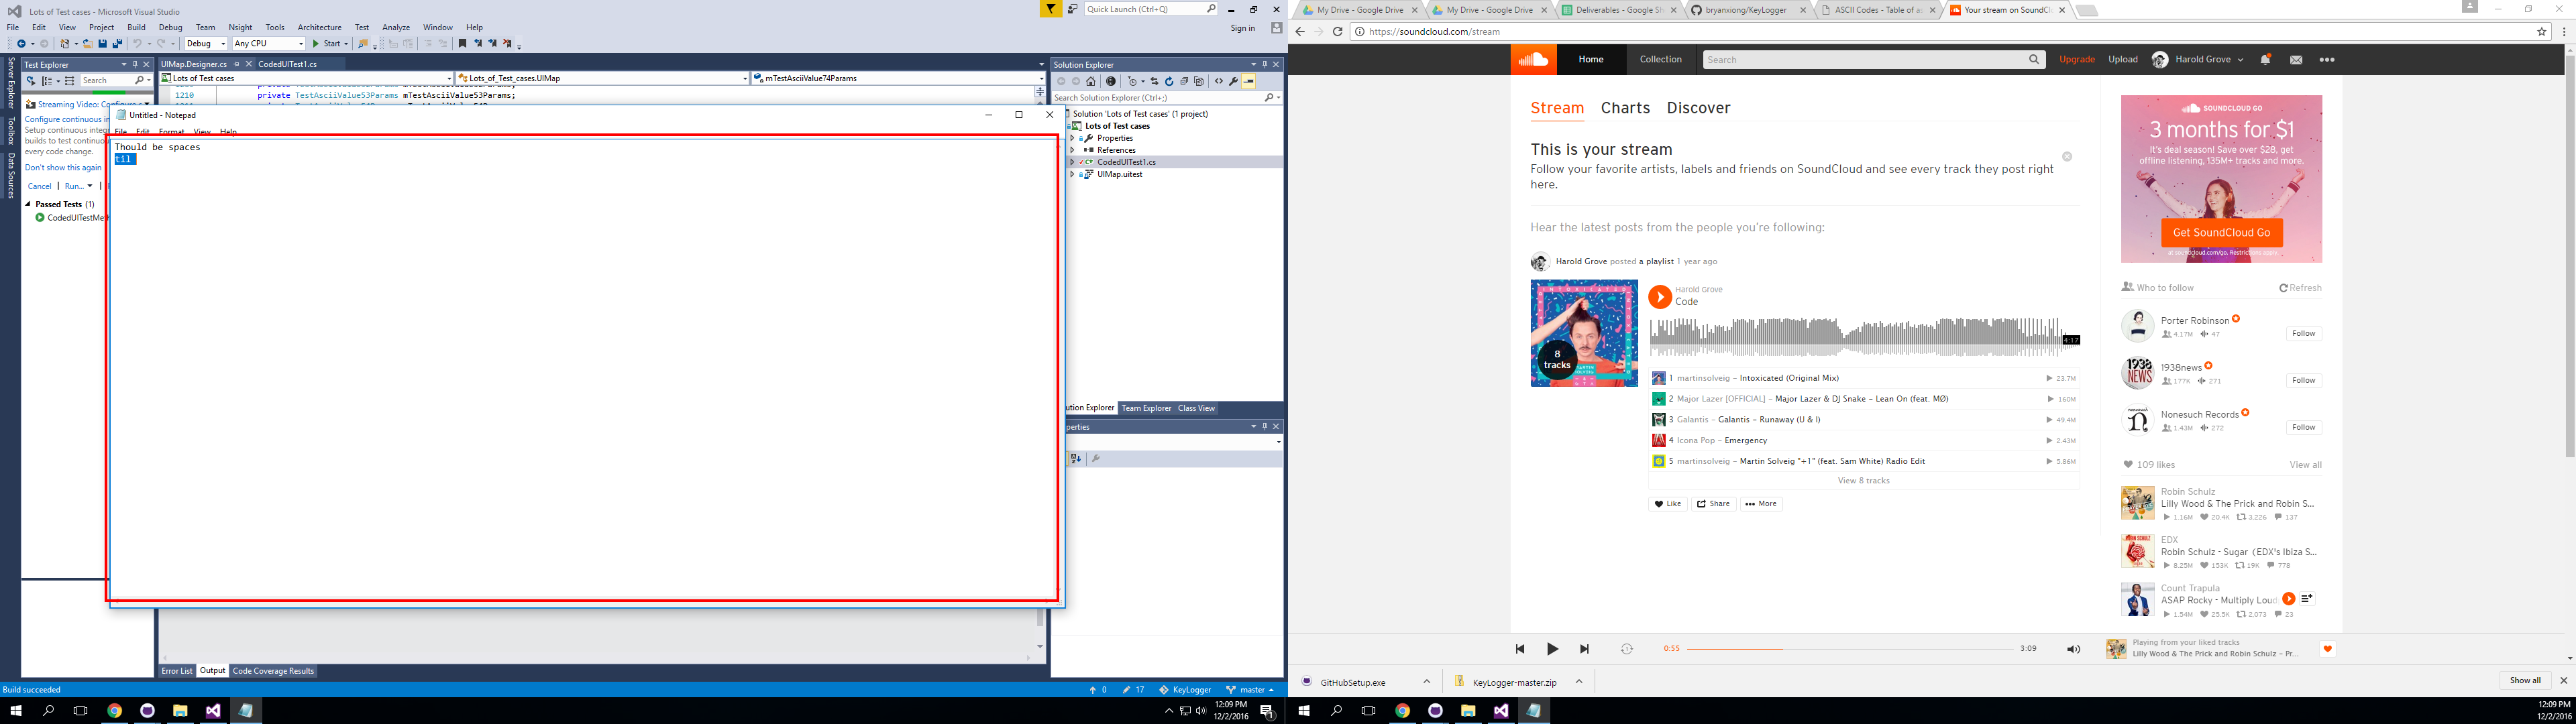 Lots of Test cases - Microsoft Visual Studio
Quick Launch (Ctrl+Q)
File Edit View Project Build Debug Team Nsight Tools Architecture Test Analyze Window Help
Sign in
Debug Any CPU Start
Server Explorer
Toolbox
Data Sources
Test Explorer
Search
Configure continuous in
Setup continuous integ
builds to test continuou
every code change.
Don't show this again
Cancel Run...
Passed Tests (1)
CodedUITestMeth
UIMap.Designer.cs CodedUITest1.cs
Lots of Test cases Lots_of_Test_cases.UIMap mTestAsciiValue74Params
1210 private TestAsciiValue53Params mTestAsciiValue53Params;
Untitled - Notepad
File Edit Format View Help
Thould be spaces
til
Solution Explorer
Search Solution Explorer (Ctrl+;)
Solution 'Lots of Test cases' (1 project)
Lots of Test cases
Properties
References
CodedUITest1.cs
UIMap.uitest
ution Explorer Team Explorer Class View
perties
Error List Output Code Coverage Results
Build succeeded
0 17 KeyLogger master
12:09 PM
12/2/2016
My Drive - Google Drive
My Drive - Google Drive
Deliverables - Google Sh
bryanxiong/KeyLogger
ASCII Codes - Table of as
Your stream on SoundCl
https://soundcloud.com/stream
Home Collection Search Upgrade Upload Harold Grove
Stream Charts Discover
This is your stream
Follow your favorite artists, labels and friends on SoundCloud and see every track they post right
here.
Hear the latest posts from the people you're following:
Harold Grove posted a playlist 1 year ago
Harold Grove
Code
8
tracks
4:17
1 martinsolveig – Intoxicated (Original Mix) 23.7M
2 Major Lazer [OFFICIAL] – Major Lazer & DJ Snake – Lean On (feat. MØ) 160M
3 Galantis – Galantis – Runaway (U & I) 49.4M
4 Icona Pop – Emergency 2.43M
5 martinsolveig – Martin Solveig "+1" (feat. Sam White) Radio Edit 5.86M
View 8 tracks
Like Share More
SOUNDCLOUD GO
3 months for $1
It's deal season! Save over $28, get
offline listening, 135M+ tracks and more.
Get SoundCloud Go
at soundcloud.com/go. Restrictions apply.
Who to follow Refresh
Porter Robinson
4.17M 47 Follow
1938news
177K 271 Follow
Nonesuch Records
1.43M 272 Follow
109 likes View all
Robin Schulz
Lilly Wood & The Prick and Robin S...
1.16M 20.4K 3,226 137
EDX
Robin Schulz - Sugar (EDX's Ibiza S...
8.25M 153K 19K 778
Count Trapula
ASAP Rocky - Multiply Loud
1.54M 25.5K 2,073 23
0:55 3:09
Playing from your liked tracks
Lilly Wood & The Prick and Robin Schulz – Pr...
GitHubSetup.exe KeyLogger-master.zip Show all
12:09 PM
12/2/2016